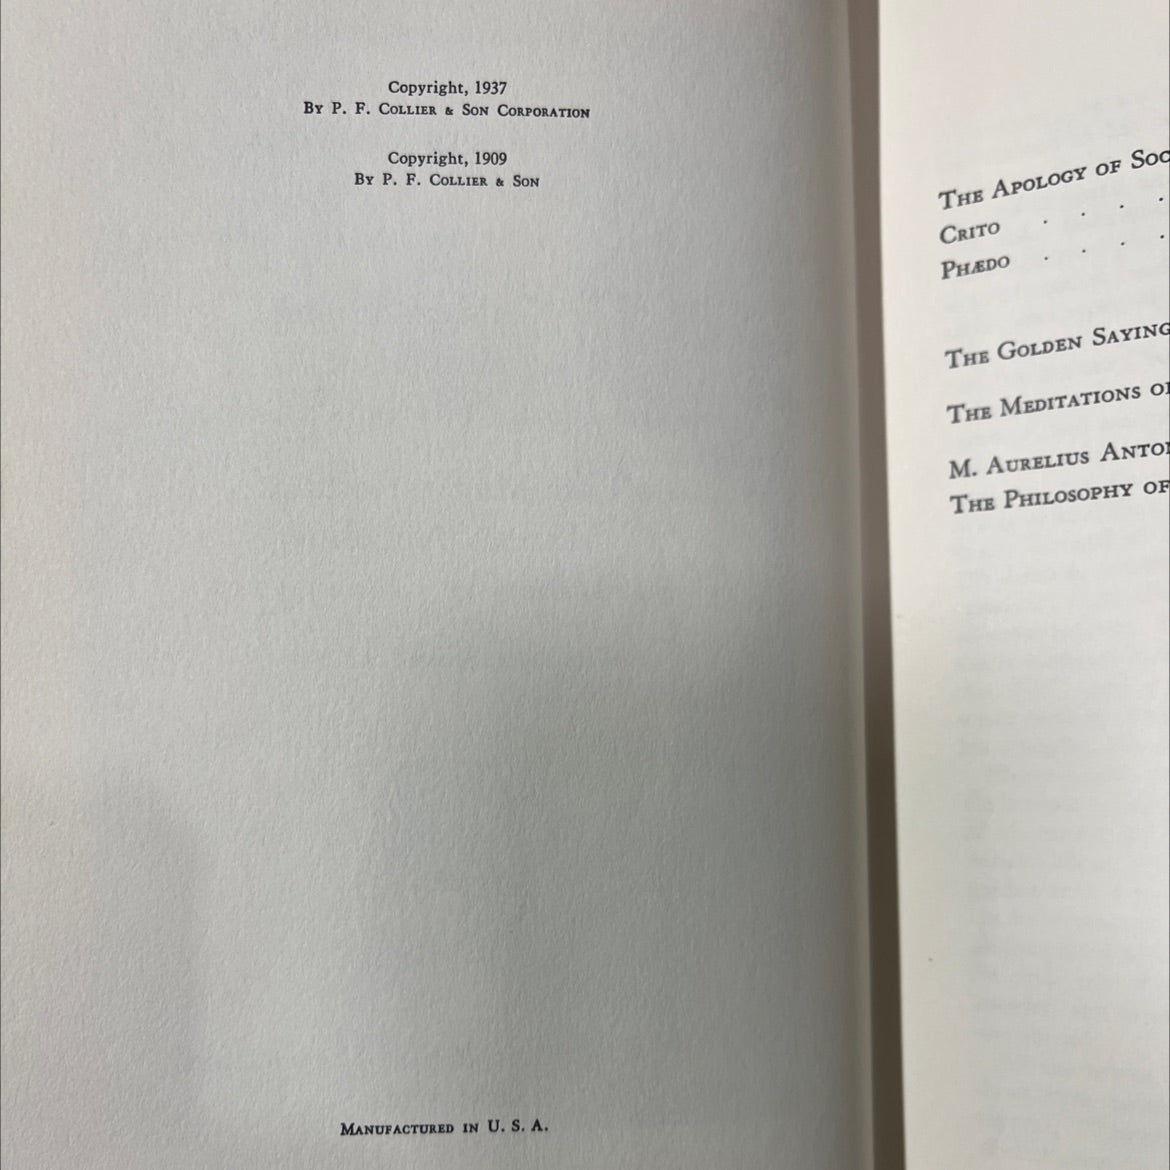 Copyright, 1937
By P. F. Collier & Son Corporation
Copyright, 1909
By P. F. Collier & Son
Manufactured in U. S. A.
The Apology of Soc
Crito . . . .
Phædo . . . .
The Golden Saying
The Meditations o
M. Aurelius Anto
The Philosophy of